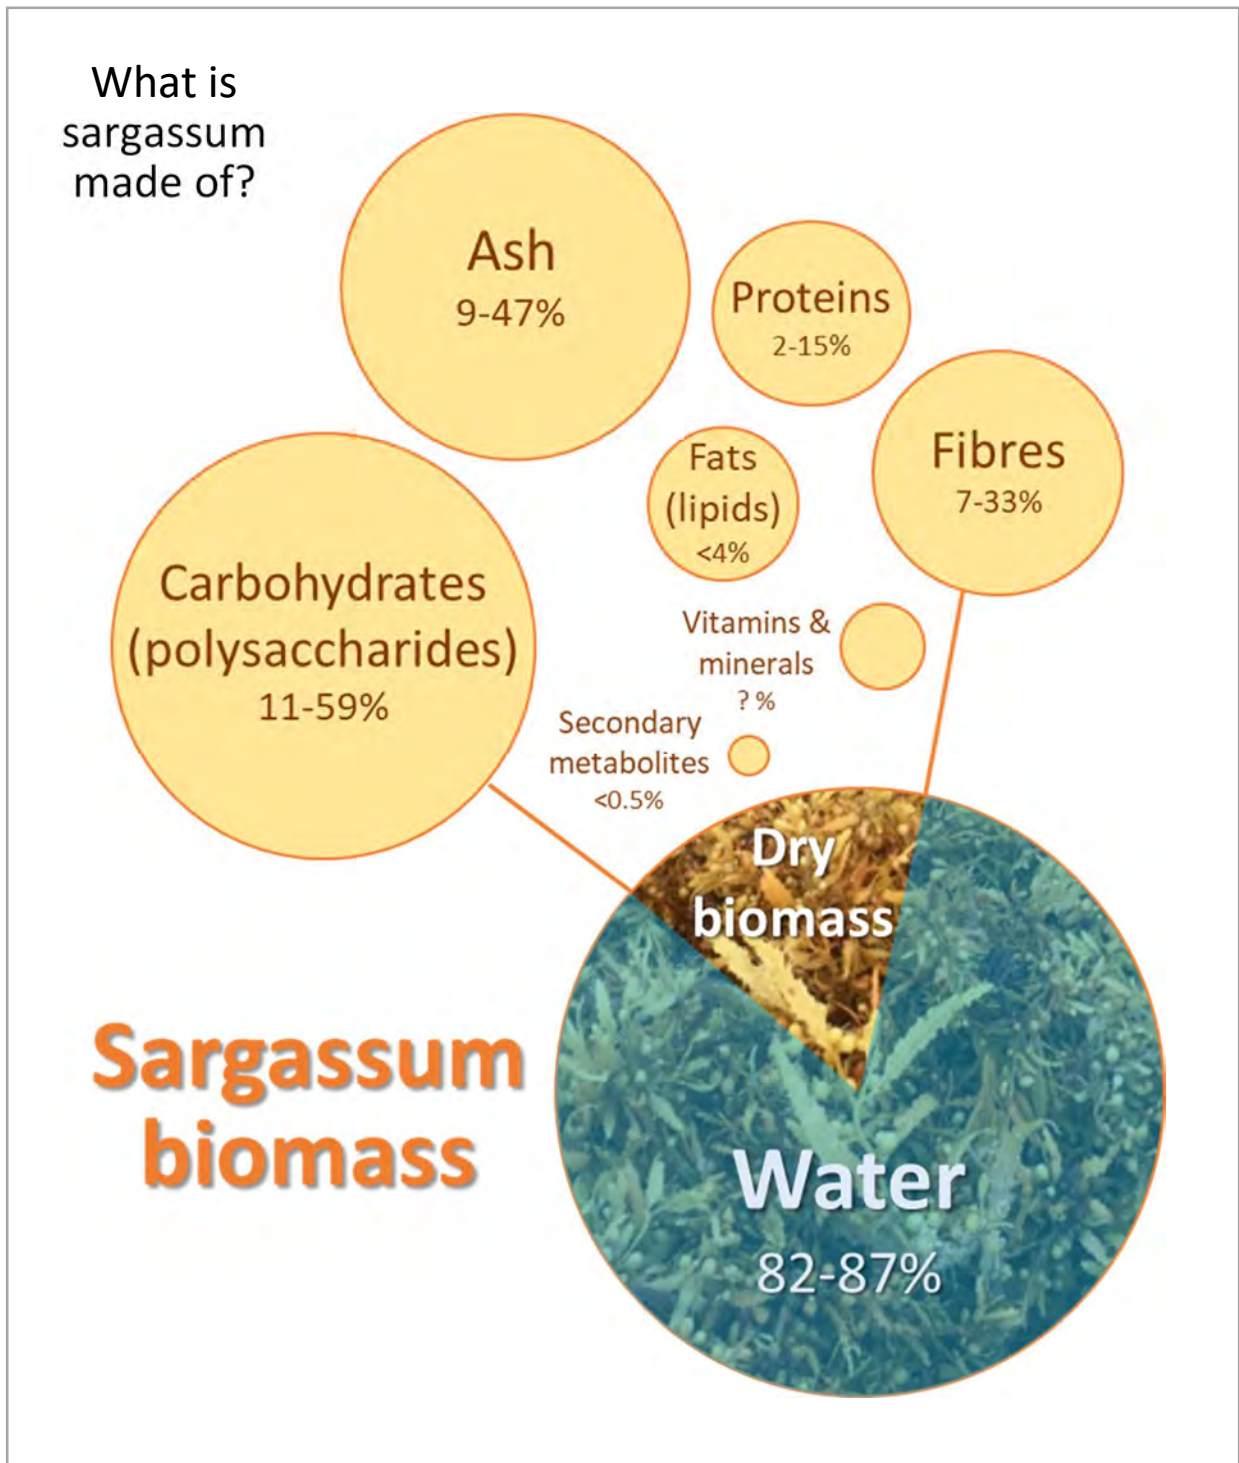 What is
sargassum
made of?
Ash
9-47%
Proteins
2-15%
Fibres
7-33%
Fats
(lipids)
<4%
Carbohydrates
(polysaccharides)
11-59%
Vitamins &
minerals
? %
Secondary
metabolites
<0.5%
Dry
biomass
Sargassum
biomass
Water
82-87%